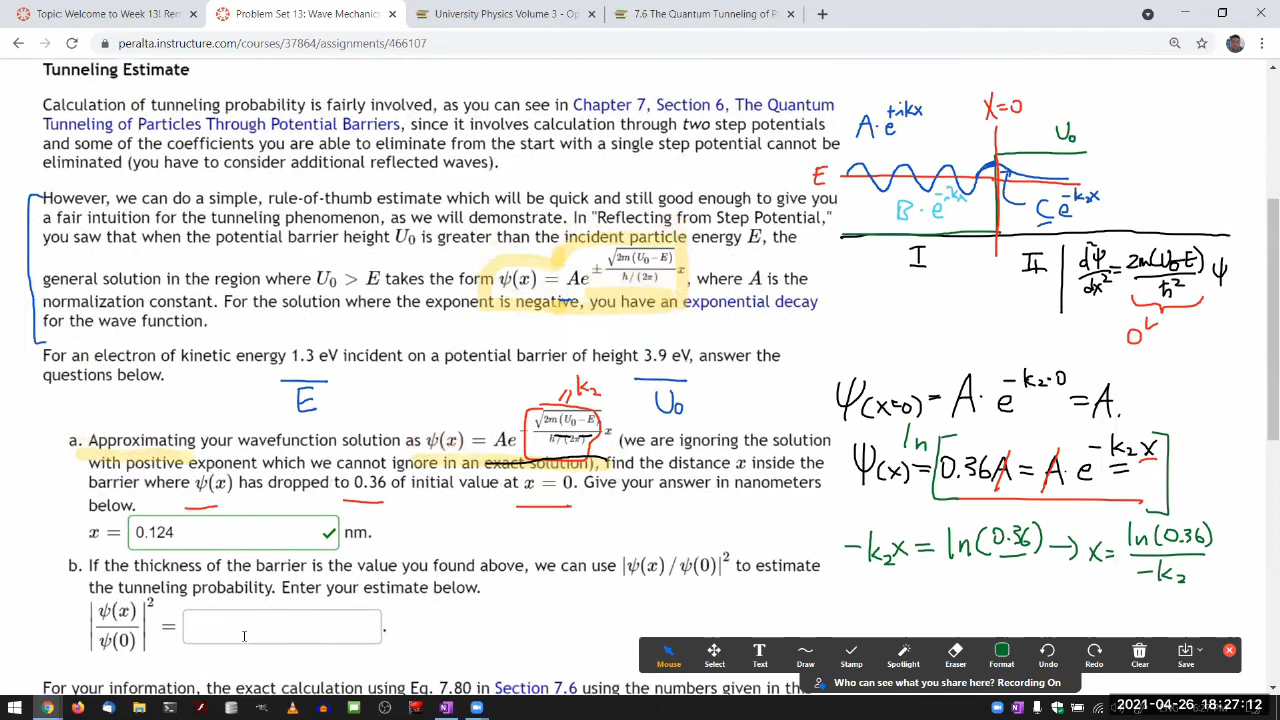 Welcome to Week 13! Rem
Problem Set 13: Wave Mechanics
University Physics Volume 3 - Op
7.6 The Quantum Tunneling of P
peralta.instructure.com/courses/37864/assignments/466107
Tunneling Estimate
Calculation of tunneling probability is fairly involved, as you can see in Chapter 7, Section 6, The Quantum
Tunneling of Particles Through Potential Barriers, since it involves calculation through two step potentials
and some of the coefficients you are able to eliminate from the start with a single step potential cannot be
eliminated (you have to consider additional reflected waves).
However, we can do a simple, rule-of-thumb estimate which will be quick and still good enough to give you
a fair intuition for the tunneling phenomenon, as we will demonstrate. In "Reflecting from Step Potential,"
you saw that when the potential barrier height U₀ is greater than the incident particle energy E, the
general solution in the region where U₀ > E takes the form ψ(x) = Ae^(± √(2m(U₀−E)) / (h/(2π)) x), where A is the
normalization constant. For the solution where the exponent is negative, you have an exponential decay
for the wave function.
For an electron of kinetic energy 1.3 eV incident on a potential barrier of height 3.9 eV, answer the
questions below.
E
U₀
= k₂
a. Approximating your wavefunction solution as ψ(x) = Ae^(− √(2m(U₀−E)) / (h/(2π)) x) (we are ignoring the solution
with positive exponent which we cannot ignore in an exact solution), find the distance x inside the
barrier where ψ(x) has dropped to 0.36 of initial value at x = 0. Give your answer in nanometers
below.
x = 0.124 nm.
b. If the thickness of the barrier is the value you found above, we can use |ψ(x)/ψ(0)|² to estimate
the tunneling probability. Enter your estimate below.
|ψ(x)/ψ(0)|² = .
For your information, the exact calculation using Eq. 7.80 in Section 7.6 using the numbers given in the
x=0
A·e^(+ikx)
U₀
E
Ce^(−k₂x)
I
II
d²ψ/dx² = 2m(U₀−E)/ħ² ψ
ψ(x=0) = A·e^(−k₂·0) = A.
ln
ψ(x) = 0.36A = A·e^(−k₂x) =
−k₂x = ln(0.36) → x = ln(0.36)/−k₂
Mouse
Select
Text
Draw
Stamp
Spotlight
Eraser
Format
Undo
Redo
Clear
Save
Who can see what you share here? Recording On
2021-04-26 18:27:12